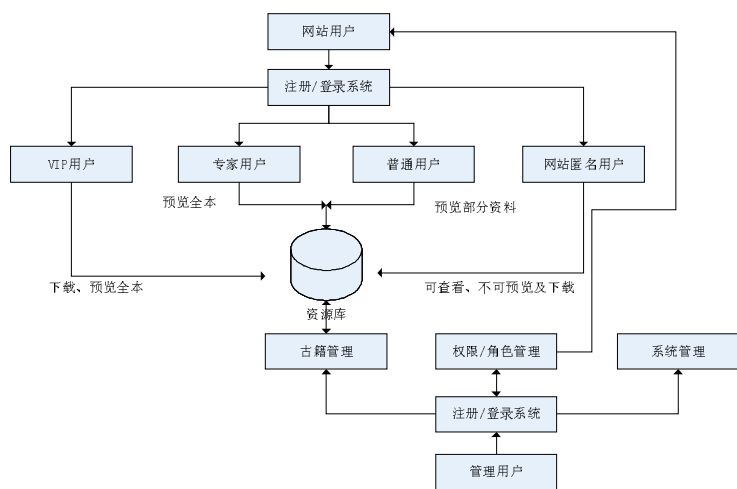 网站用户
注册/登录系统
VIP用户
专家用户
普通用户
网站匿名用户
预览全本
预览部分资料
下载、预览全本
可查看、不可预览及下载
资源库
古籍管理
权限/角色管理
系统管理
注册/登录系统
管理用户